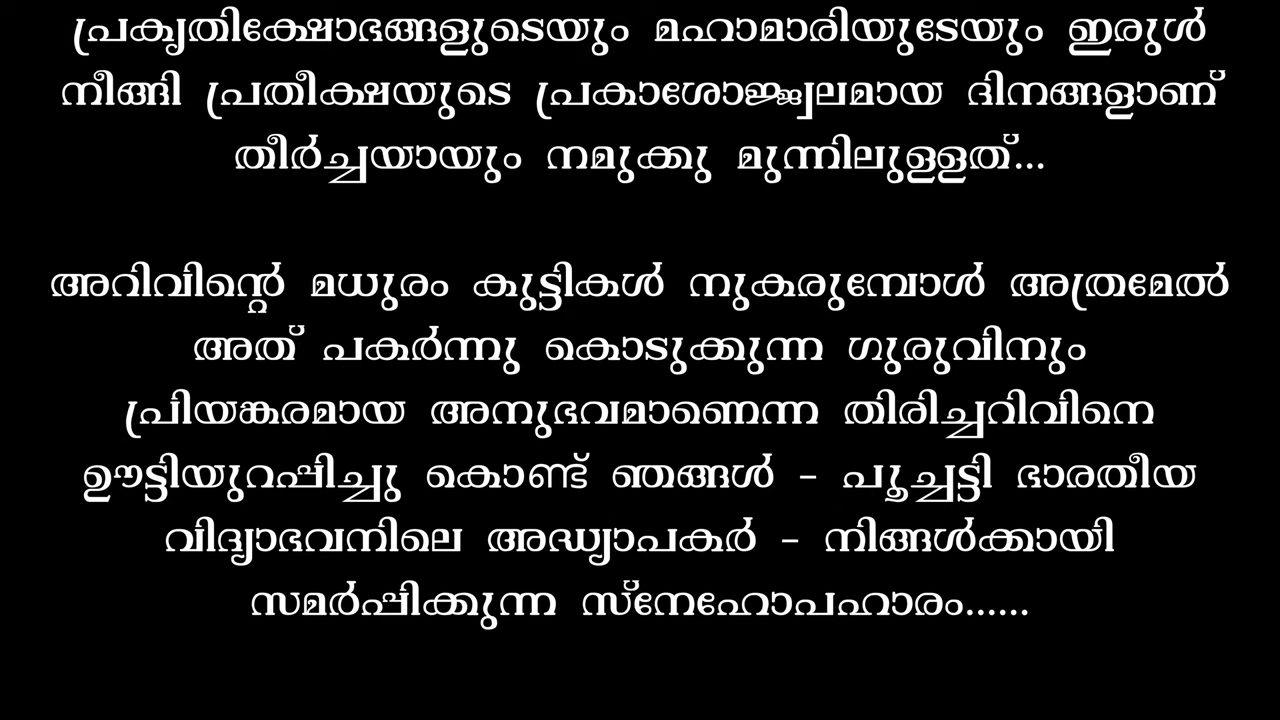 പ്രകൃതിക്ഷോഭങ്ങളുടെയും മഹാമാരിയുടേയും ഇരുൾ
നീങ്ങി പ്രതീക്ഷയുടെ പ്രകാശോജ്ജ്വലമായ ദിനങ്ങളാണ്
തീർച്ചയായും നമുക്കു മുന്നിലുള്ളത്...
അറിവിന്റെ മധുരം കുട്ടികൾ നുകരുമ്പോൾ അത്രമേൽ
അത് പകർന്നു കൊടുക്കുന്ന ഗുരുവിനും
പ്രിയങ്കരമായ അനുഭവമാണെന്ന തിരിച്ചറിവിനെ
ഊട്ടിയുറപ്പിച്ചു കൊണ്ട് ഞങ്ങൾ - പൂച്ചട്ടി ഭാരതീയ
വിദ്യാഭവനിലെ അദ്ധ്യാപകർ - നിങ്ങൾക്കായി
സമർപ്പിക്കുന്ന സ്നേഹോപഹാരം......